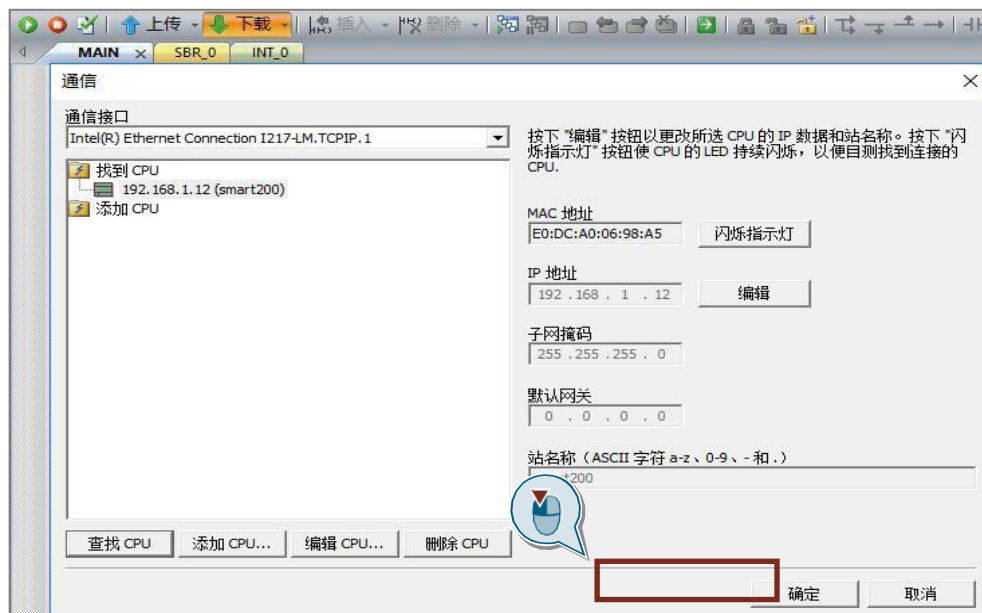 上传 下载 插入 删除
MAIN SBR_0 INT_0
通信
通信接口
Intel(R) Ethernet Connection I217-LM.TCPIP.1
找到 CPU
192.168.1.12 (smart200)
添加 CPU
按下 "编辑" 按钮以更改所选 CPU 的 IP 数据和站名称。按下 "闪
烁指示灯" 按钮使 CPU 的 LED 持续闪烁，以便目测找到连接的
CPU.
MAC 地址
E0:DC:A0:06:98:A5 闪烁指示灯
IP 地址
192 . 168 . 1 . 12 编辑
子网掩码
255 . 255 . 255 . 0
默认网关
0 . 0 . 0 . 0
站名称（ASCII 字符 a-z、0-9、- 和 .）
t200
查找 CPU 添加 CPU... 编辑 CPU... 删除 CPU
确定 取消